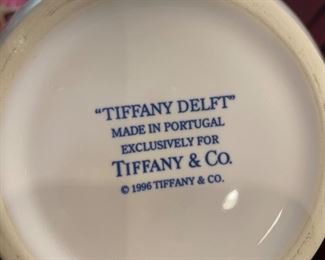 "TIFFANY DELFT"
MADE IN PORTUGAL
EXCLUSIVELY FOR
TIFFANY & CO.
© 1996 TIFFANY & CO.